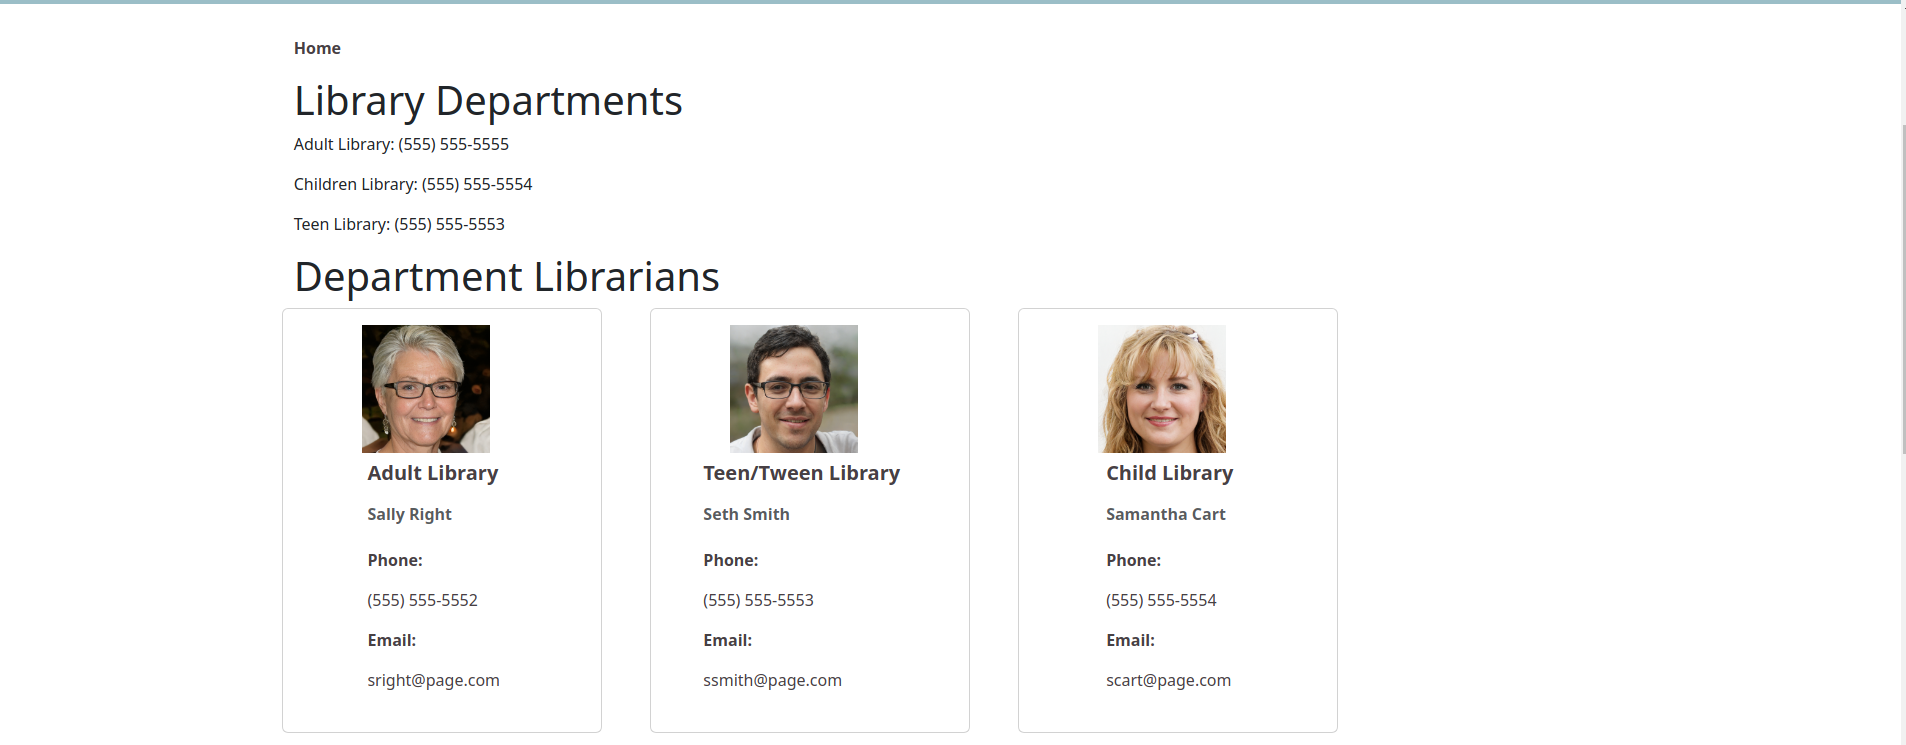 Home
Library Departments
Adult Library: (555) 555-5555
Children Library: (555) 555-5554
Teen Library: (555) 555-5553
Department Librarians
Adult Library
Sally Right
Phone:
(555) 555-5552
Email:
sright@page.com
Teen/Tween Library
Seth Smith
Phone:
(555) 555-5553
Email:
ssmith@page.com
Child Library
Samantha Cart
Phone:
(555) 555-5554
Email:
scart@page.com